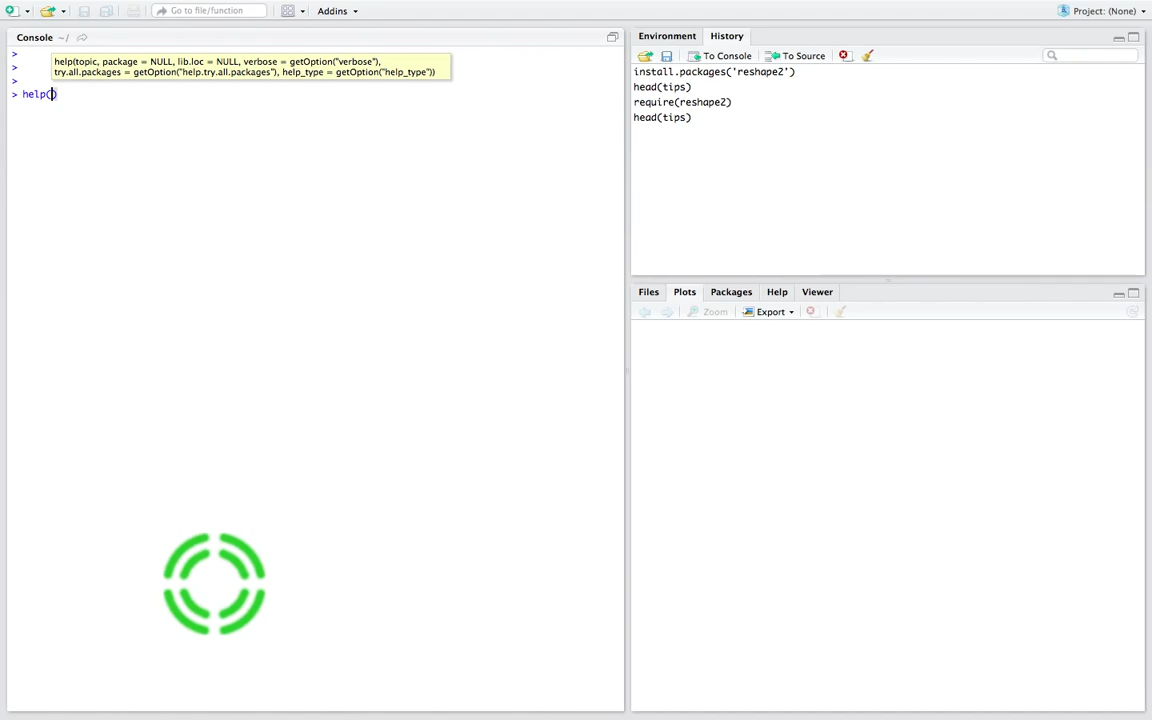 Go to file/function
Addins
Project: (None)
Console ~/
>
>
>
help(topic, package = NULL, lib.loc = NULL, verbose = getOption("verbose"),
try.all.packages = getOption("help.try.all.packages"), help_type = getOption("help_type"))
> help()
Environment History
To Console To Source
install.packages('reshape2')
head(tips)
require(reshape2)
head(tips)
Files Plots Packages Help Viewer
Zoom Export